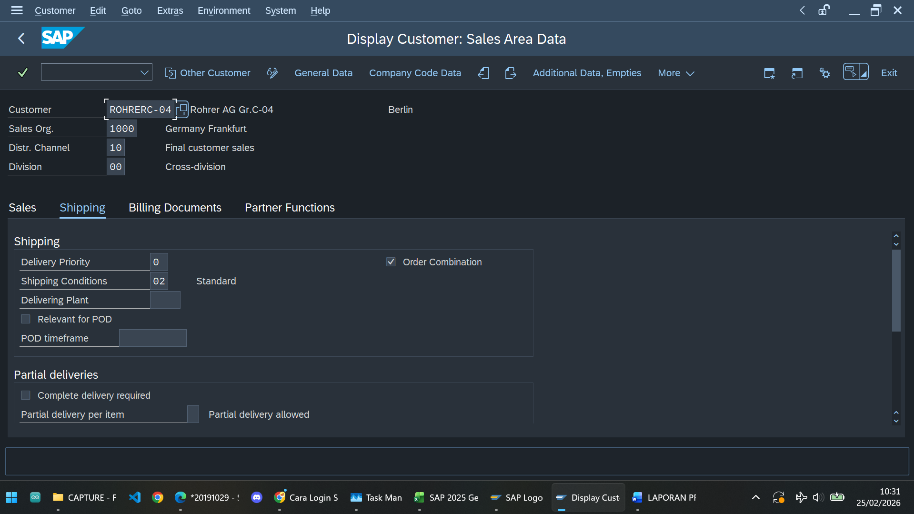 Customer Edit Goto Extras Environment System Help
SAP Display Customer: Sales Area Data
Other Customer General Data Company Code Data Additional Data, Empties More Exit
Customer ROHRERC-04 Rohrer AG Gr.C-04 Berlin
Sales Org. 1000 Germany Frankfurt
Distr. Channel 10 Final customer sales
Division 00 Cross-division
Sales Shipping Billing Documents Partner Functions
Shipping
Delivery Priority 0 Order Combination
Shipping Conditions 02 Standard
Delivering Plant
Relevant for POD
POD timeframe
Partial deliveries
Complete delivery required
Partial delivery per item Partial delivery allowed
CAPTURE - F *20191029 - S Cara Login S Task Man SAP 2025 Ge SAP Logo Display Cust LAPORAN PF 10:31
25/02/2026